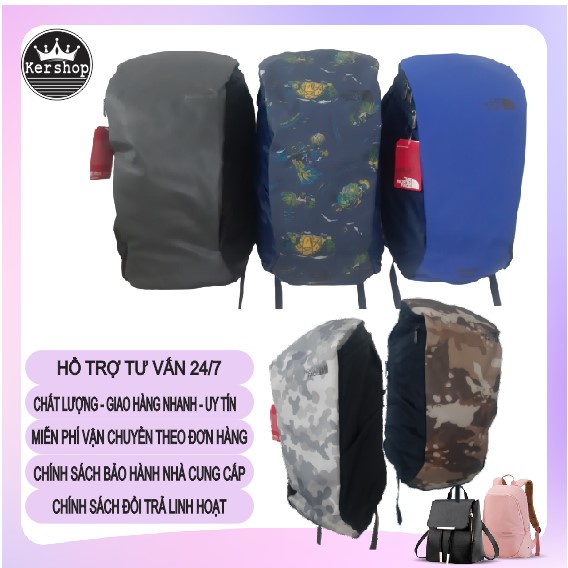 Kershop
HỖ TRỢ TƯ VẤN 24/7
CHẤT LƯỢNG - GIAO HÀNG NHANH - UY TÍN
MIỄN PHÍ VẬN CHUYỂN THEO ĐƠN HÀNG
CHÍNH SÁCH BẢO HÀNH NHÀ CUNG CẤP
CHÍNH SÁCH ĐỔI TRẢ LINH HOẠT